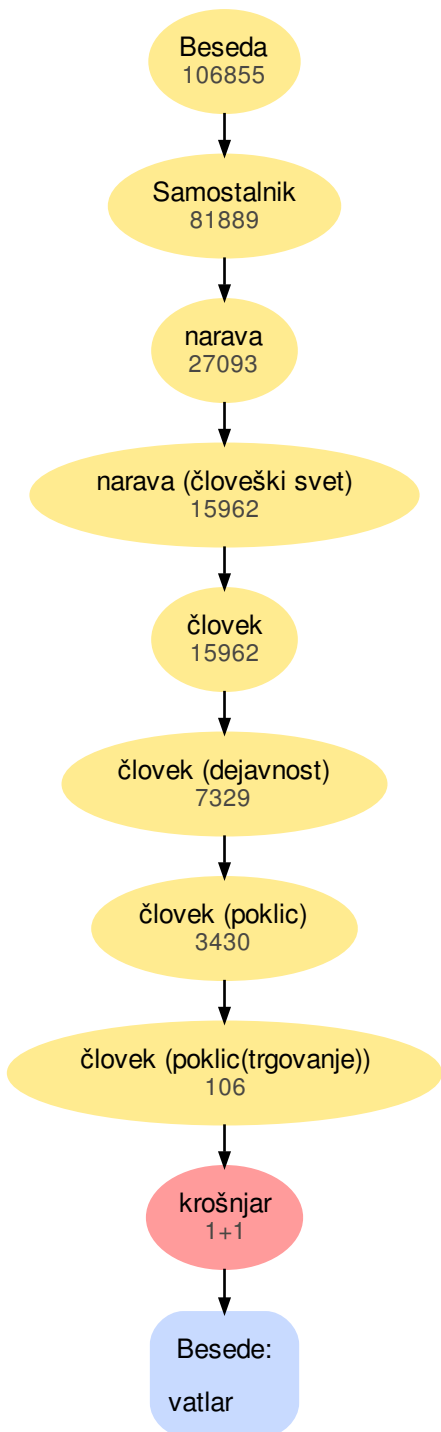 Beseda
106855
Samostalnik
81889
narava
27093
narava (človeški svet)
15962
človek
15962
človek (dejavnost)
7329
človek (poklic)
3430
človek (poklic(trgovanje))
106
krošnjar
1+1
Besede:
vatlar